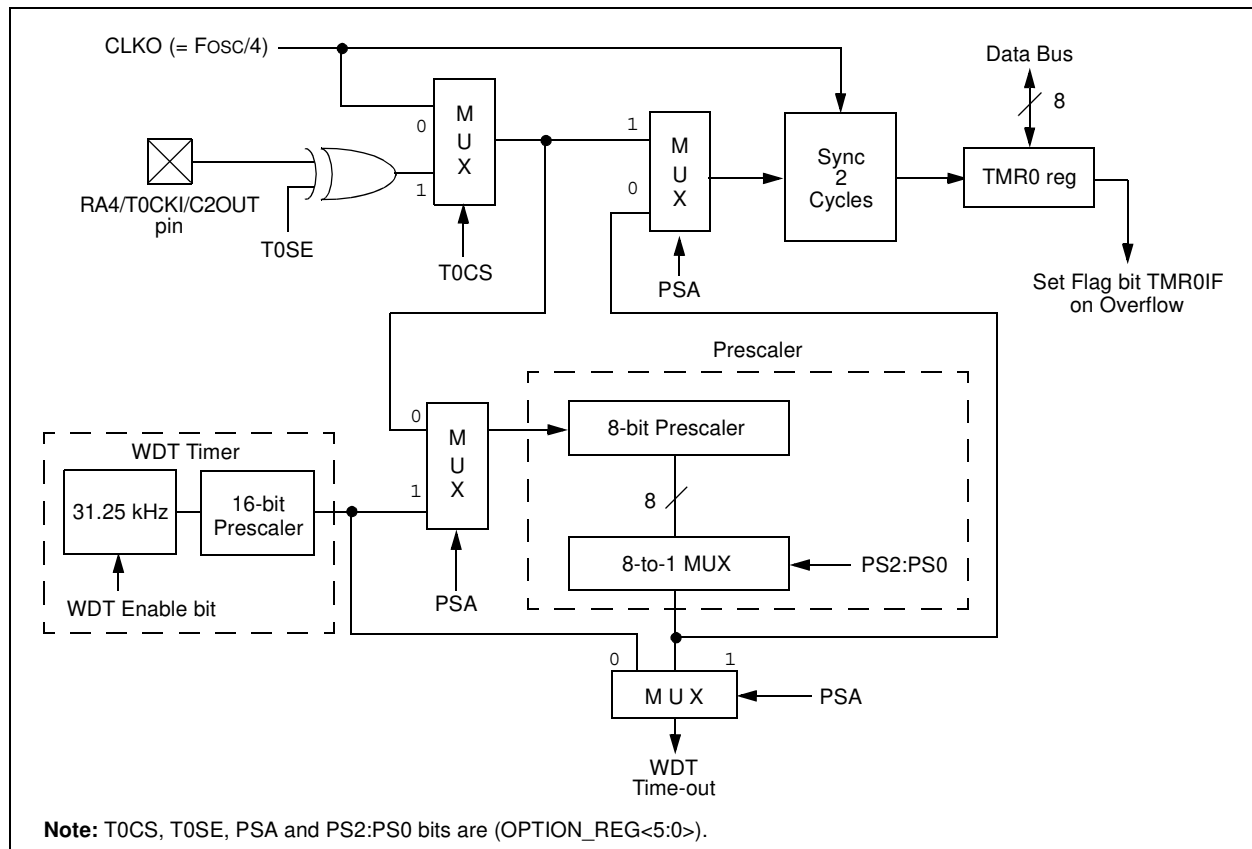 CLKO (= FOSC/4)
Data Bus
8
M
U
X
0
1
RA4/T0CKI/C2OUT
pin
T0SE
T0CS
1
0
M
U
X
PSA
Sync
2
Cycles
TMR0 reg
Set Flag bit TMR0IF
on Overflow
Prescaler
0
1
M
U
X
PSA
8-bit Prescaler
8
8-to-1 MUX
PS2:PS0
WDT Timer
31.25 kHz
16-bit
Prescaler
WDT Enable bit
0
1
M U X
PSA
WDT
Time-out
Note: T0CS, T0SE, PSA and PS2:PS0 bits are (OPTION_REG<5:0>).